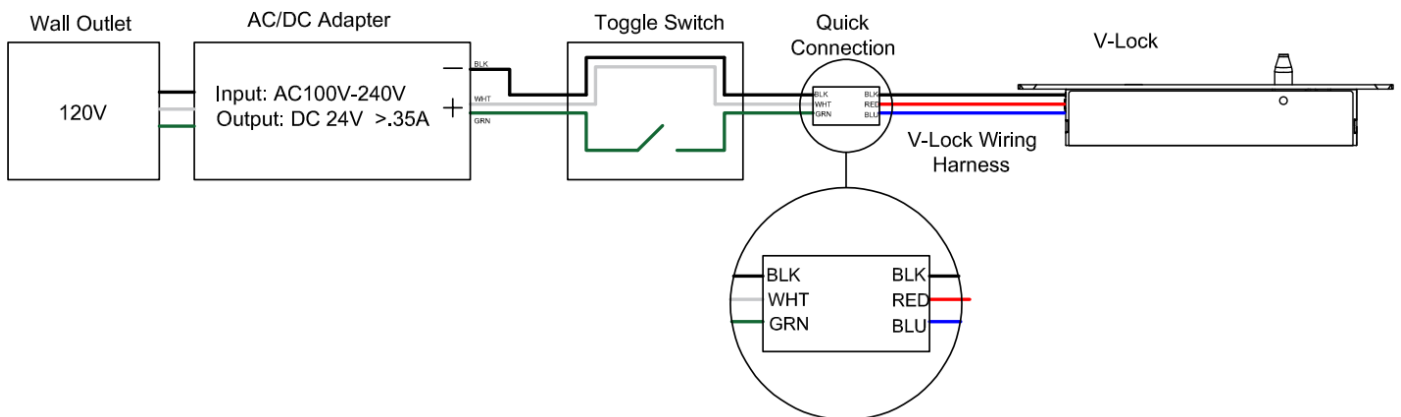 Wall Outlet
AC/DC Adapter
Toggle Switch
Quick
Connection
V-Lock
120V
Input: AC100V-240V
Output: DC 24V >.35A
−
+
BLK
WHT
GRN
BLK
WHT
GRN
BLK
RED
BLU
V-Lock Wiring
Harness
BLK
WHT
GRN
BLK
RED
BLU